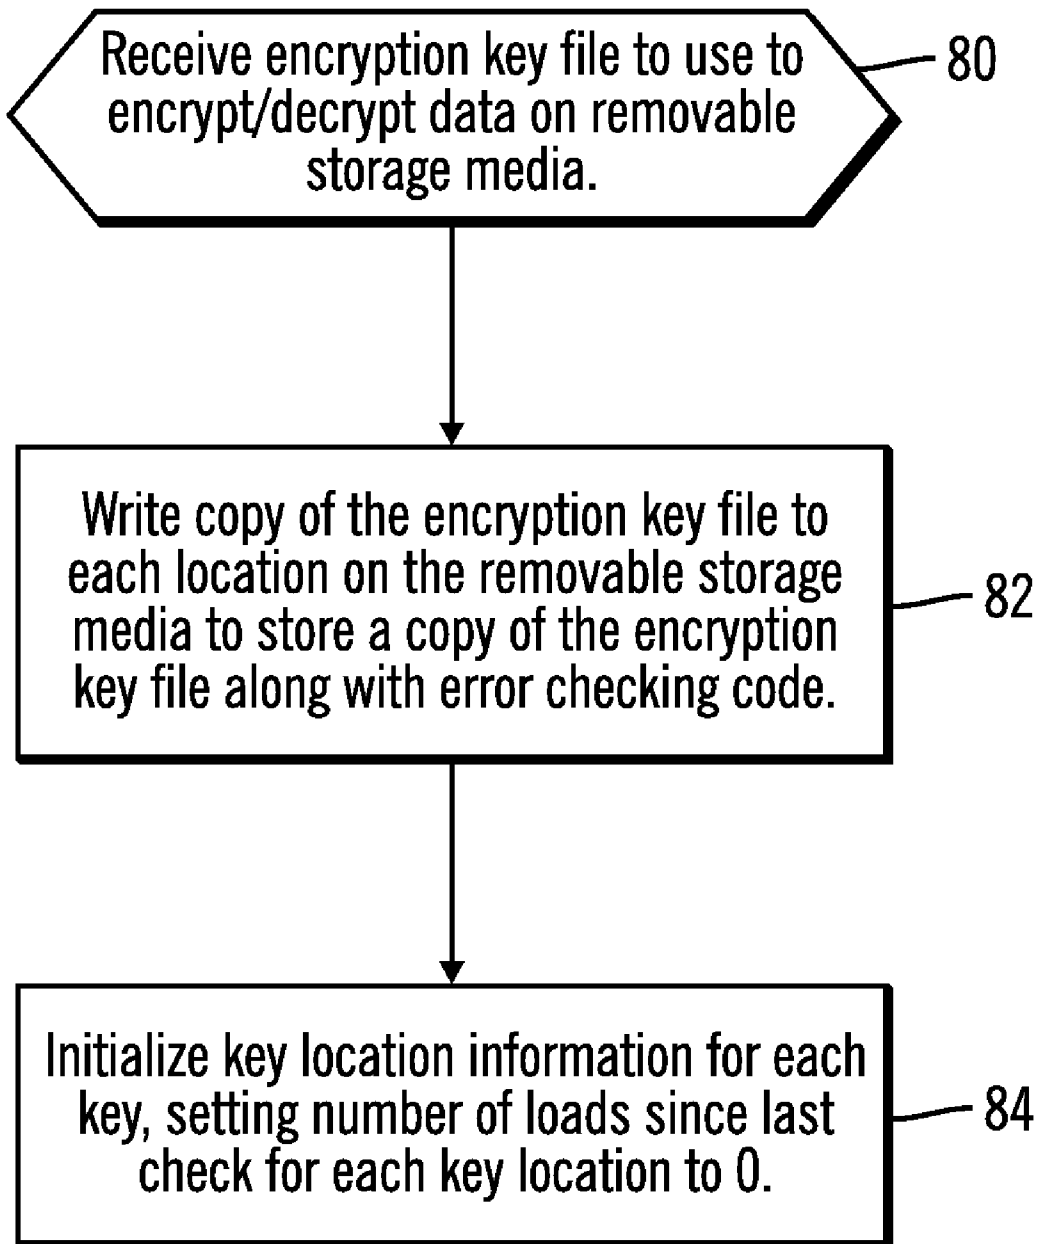 Receive encryption key file to use to
encrypt/decrypt data on removable
storage media.
80
Write copy of the encryption key file to
each location on the removable storage
media to store a copy of the encryption
key file along with error checking code.
82
Initialize key location information for each
key, setting number of loads since last
check for each key location to 0.
84